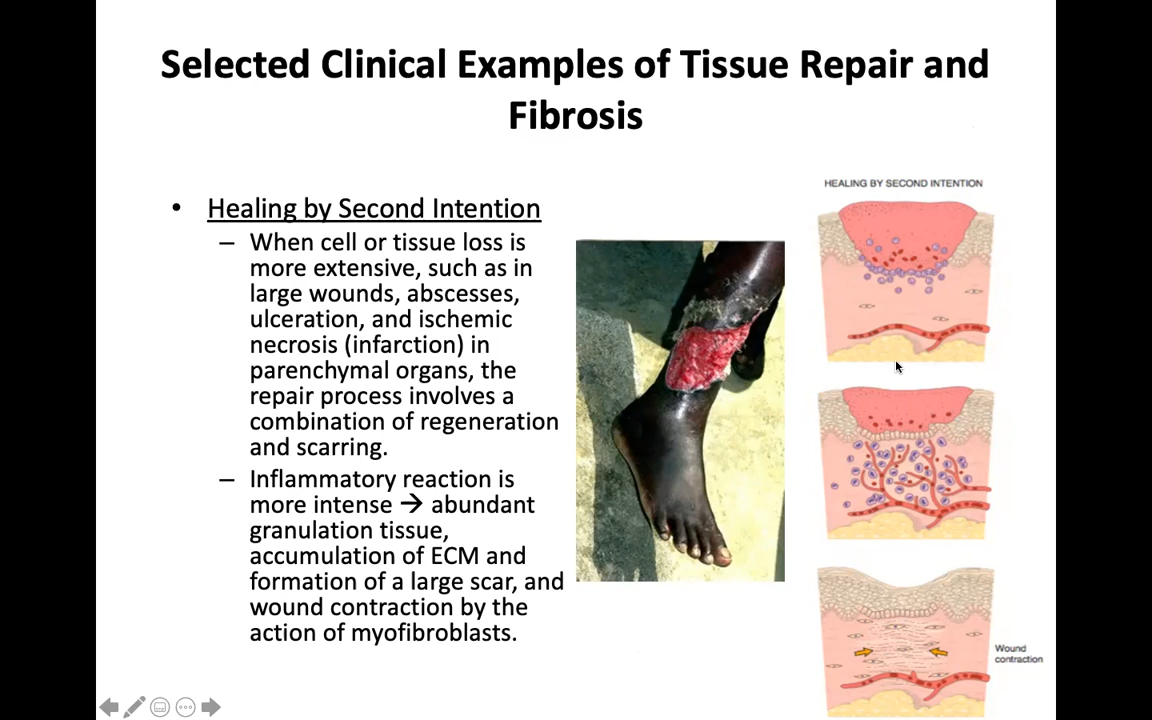 Selected Clinical Examples of Tissue Repair and
Fibrosis
• Healing by Second Intention
– When cell or tissue loss is
more extensive, such as in
large wounds, abscesses,
ulceration, and ischemic
necrosis (infarction) in
parenchymal organs, the
repair process involves a
combination of regeneration
and scarring.
– Inflammatory reaction is
more intense → abundant
granulation tissue,
accumulation of ECM and
formation of a large scar, and
wound contraction by the
action of myofibroblasts.
HEALING BY SECOND INTENTION
Wound
contraction